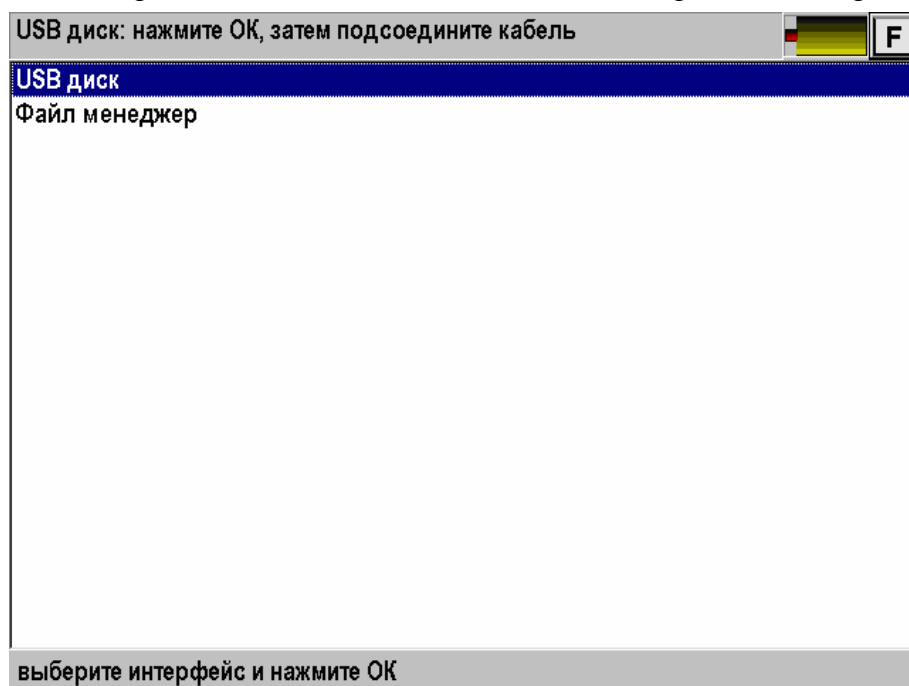 USB диск: нажмите ОК, затем подсоедините кабель
F
USB диск
Файл менеджер
выберите интерфейс и нажмите ОК